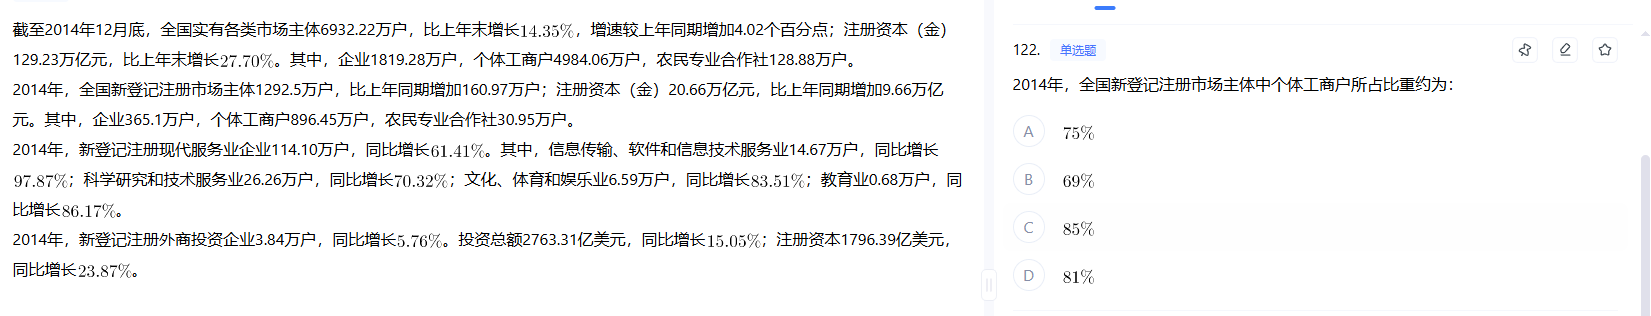 截至2014年12月底，全国实有各类市场主体6932.22万户，比上年末增长14.35%，增速较上年同期增加4.02个百分点；注册资本（金）
129.23万亿元，比上年末增长27.70%。其中，企业1819.28万户，个体工商户4984.06万户，农民专业合作社128.88万户。
2014年，全国新登记注册市场主体1292.5万户，比上年同期增加160.97万户；注册资本（金）20.66万亿元，比上年同期增加9.66万亿
元。其中，企业365.1万户，个体工商户896.45万户，农民专业合作社30.95万户。
2014年，新登记注册现代服务业企业114.10万户，同比增长61.41%。其中，信息传输、软件和信息技术服务业14.67万户，同比增长
97.87%；科学研究和技术服务业26.26万户，同比增长70.32%；文化、体育和娱乐业6.59万户，同比增长83.51%；教育业0.68万户，同
比增长86.17%。
2014年，新登记注册外商投资企业3.84万户，同比增长5.76%。投资总额2763.31亿美元，同比增长15.05%；注册资本1796.39亿美元，
同比增长23.87%。
122. 单选题
2014年，全国新登记注册市场主体中个体工商户所占比重约为：
A 75%
B 69%
C 85%
D 81%